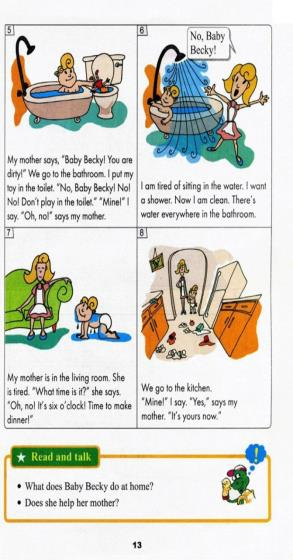 5
My mother says, "Baby Becky! You are
dirty!" We go to the bathroom. I put my
toy in the toilet. "No, Baby Becky! No!
No! Don't play in the toilet." "Mine!" I
say. "Oh, no!" says my mother.
6
No, Baby
Becky!
I am tired of sitting in the water. I want
a shower. Now I am clean. There's
water everywhere in the bathroom.
7
My mother is in the living room. She
is tired. "What time is it?" she says.
"Oh, no! It's six o'clock! Time to make
dinner!"
8
We go to the kitchen.
"Mine!" I say. "Yes," says my
mother. "It's yours now."
★ Read and talk
• What does Baby Becky do at home?
• Does she help her mother?
13